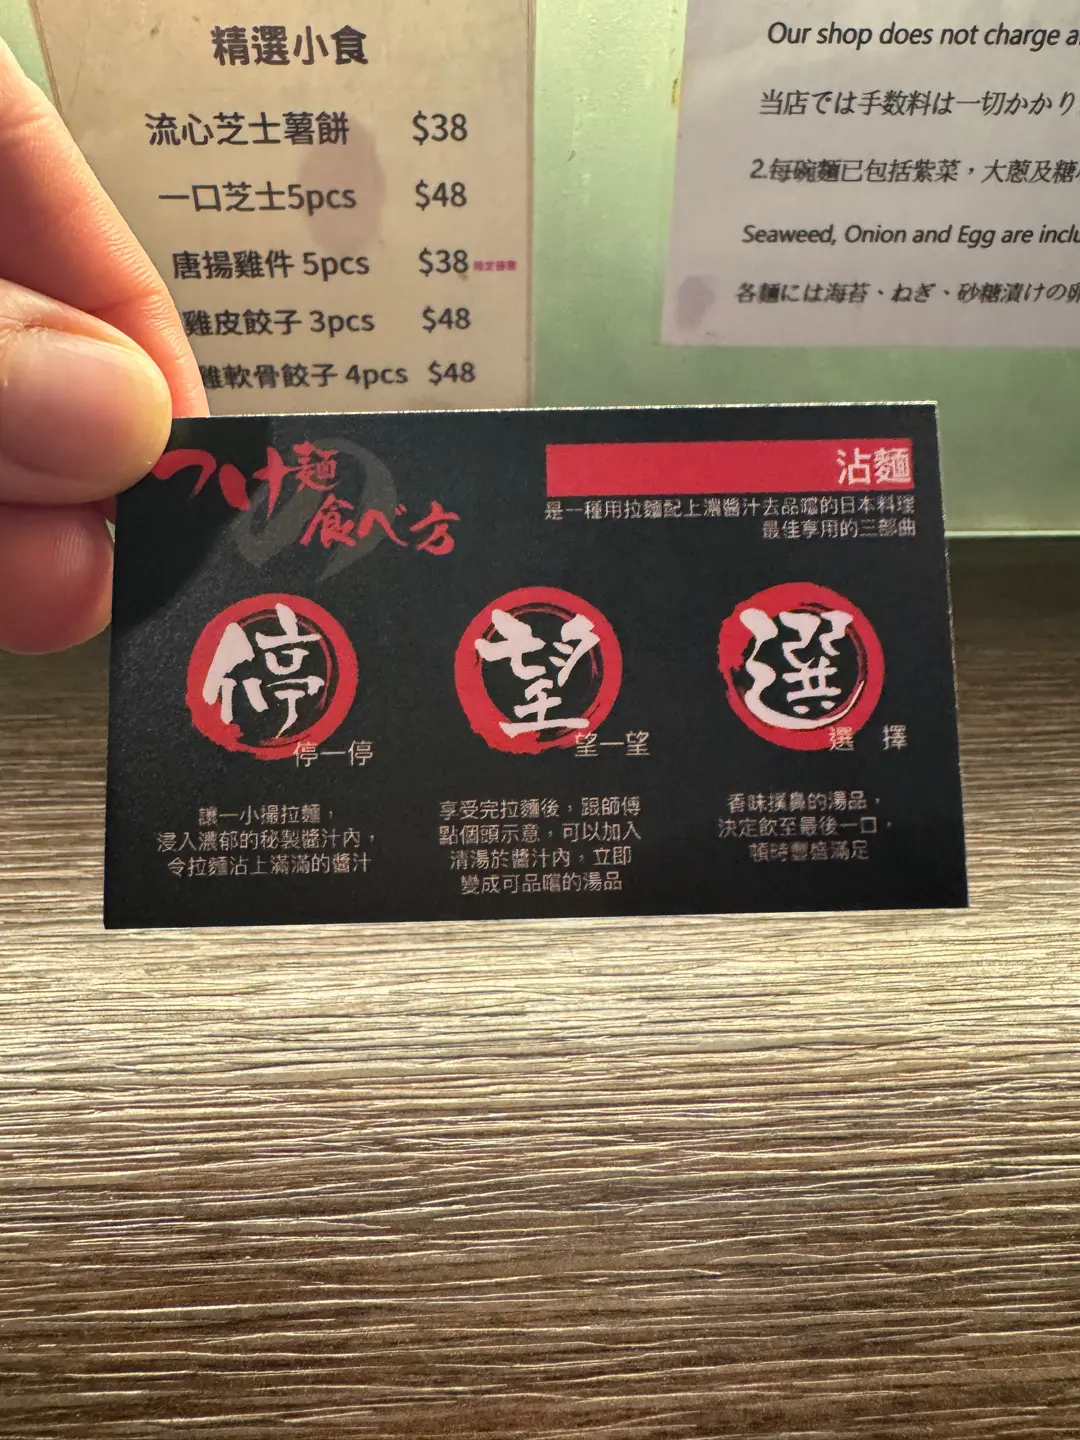 精選小食
流心芝士薯餅 $38
一口芝士5pcs $48
唐揚雞件 5pcs $38
雞皮餃子 3pcs $48
雞軟骨餃子 4pcs $48
Our shop does not charge a
当店では手数料は一切かかり
2.每碗麵已包括紫菜，大蔥及糖
Seaweed, Onion and Egg are inclu
各麺には海苔、ねぎ、砂糖漬けの卵
つけ麺
食べ方
沾麵
是一種用拉麵配上濃醬汁去品嚐的日本料理
最佳享用的三部曲
停
停一停
讓一小撮拉麵，
浸入濃郁的秘製醬汁內，
令拉麵沾上滿滿的醬汁
望
望一望
享受完拉麵後，跟師傅
點個頭示意，可以加入
清湯於醬汁內，立即
變成可品嚐的湯品
選
選 擇
香味撲鼻的湯品，
決定飲至最後一口，
頓時豐盛滿足